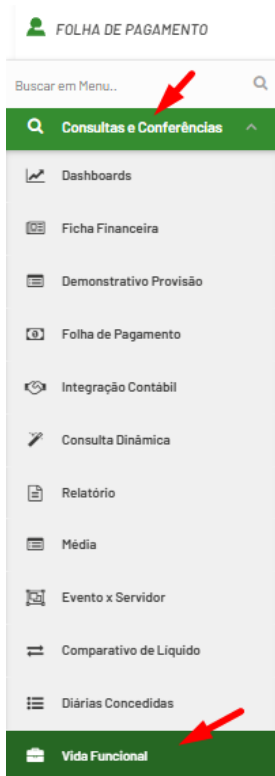 FOLHA DE PAGAMENTO
Buscar em Menu..
Consultas e Conferências
Dashboards
Ficha Financeira
Demonstrativo Provisão
Folha de Pagamento
Integração Contábil
Consulta Dinâmica
Relatório
Média
Evento x Servidor
Comparativo de Líquido
Diárias Concedidas
Vida Funcional